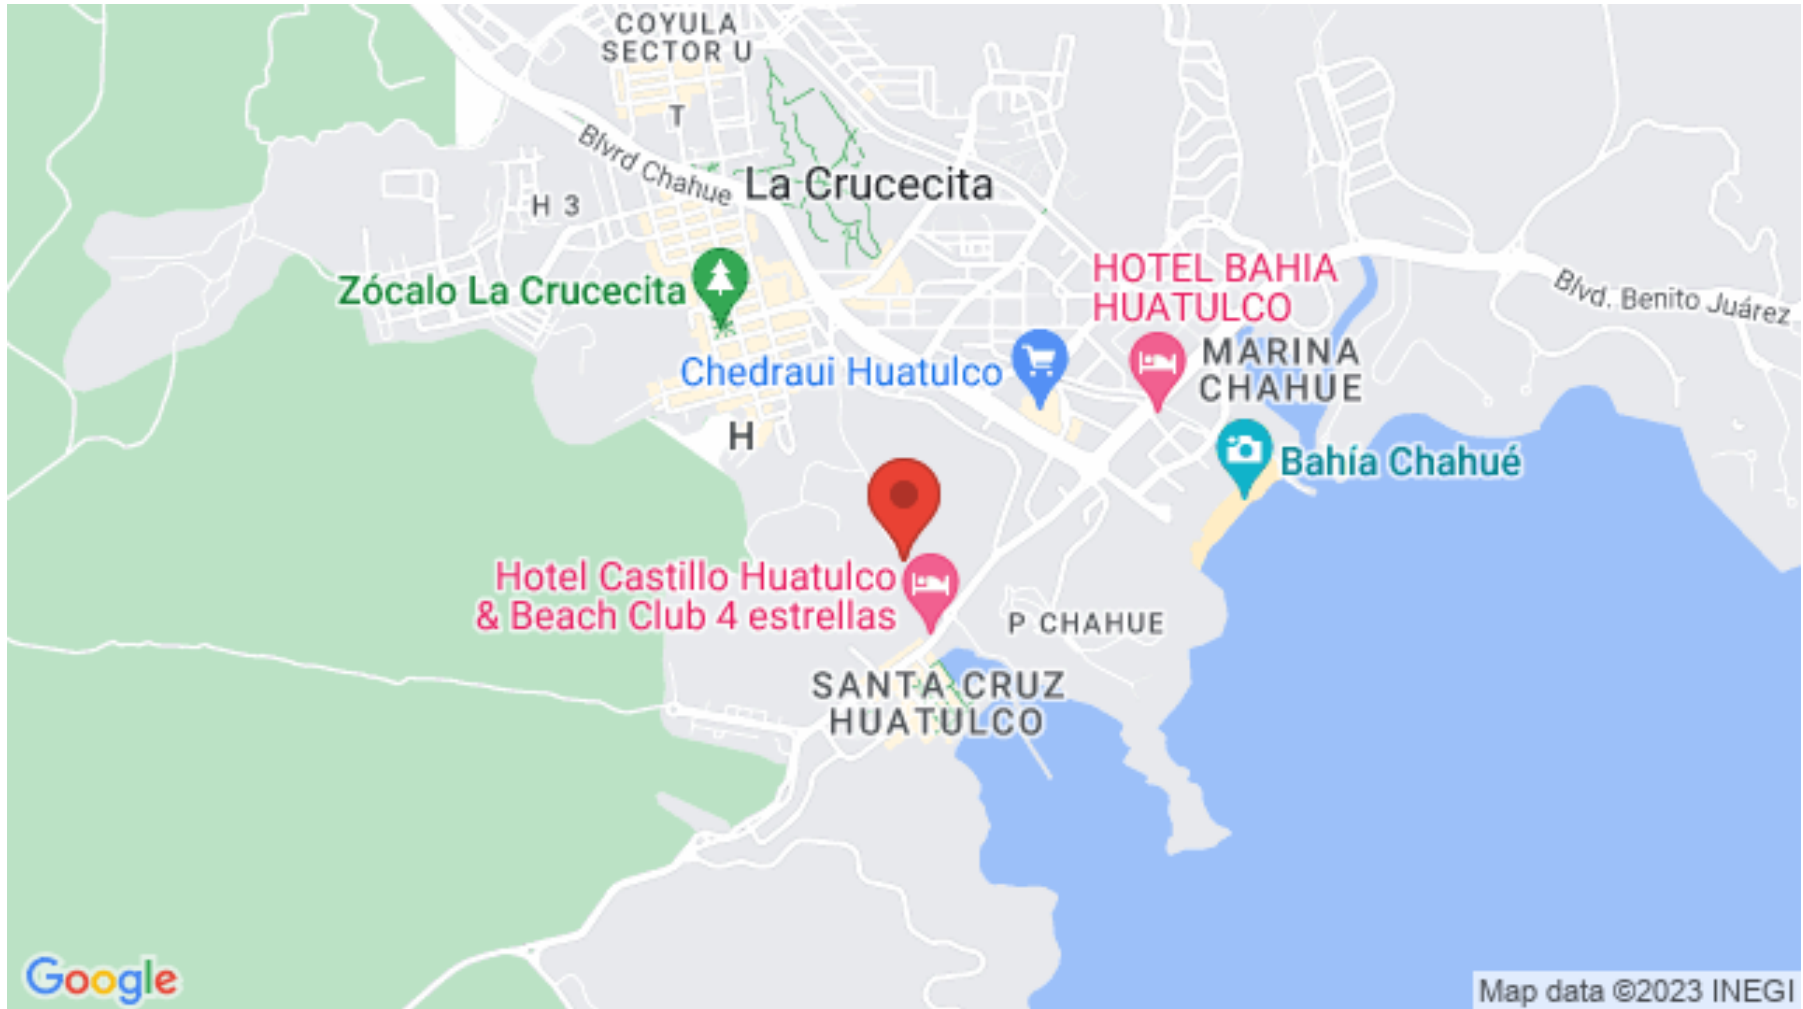 COYULA
SECTOR U
T
Blvrd Chahue
La Crucecita
H 3
Zócalo La Crucecita
HOTEL BAHIA
HUATULCO
Blvd. Benito Juárez
MARINA
CHAHUE
Chedraui Huatulco
H
Bahía Chahué
Hotel Castillo Huatulco
& Beach Club 4 estrellas
P CHAHUE
SANTA CRUZ
HUATULCO
Google
Map data ©2023 INEGI